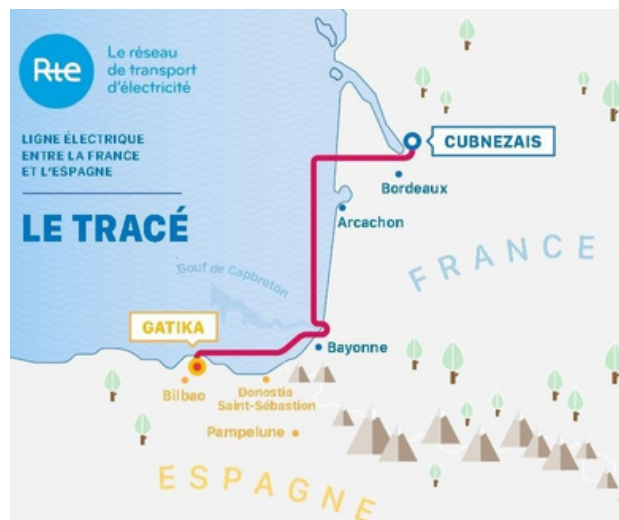 Rte
Le réseau
de transport
d'électricité
LIGNE ÉLECTRIQUE
ENTRE LA FRANCE
ET L'ESPAGNE
LE TRACÉ
CUBNEZAIS
Bordeaux
Arcachon
FRANCE
Gouf de Capbreton
GATIKA
Bayonne
Bilbao
Donostia
Saint-Sébastion
Pampelune
ESPAGNE